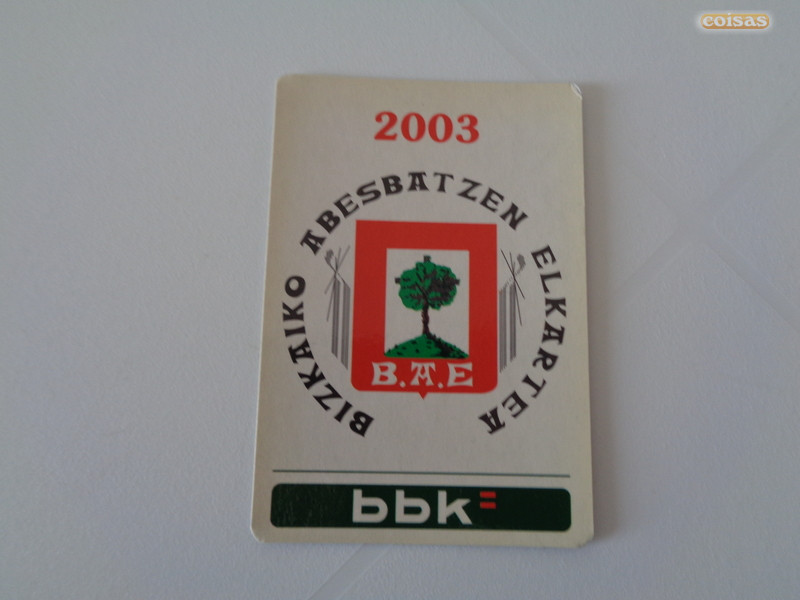 coisas
2003
BIZKAIKO ABESBATZEN ELKARTEA
B.A.E
bbk